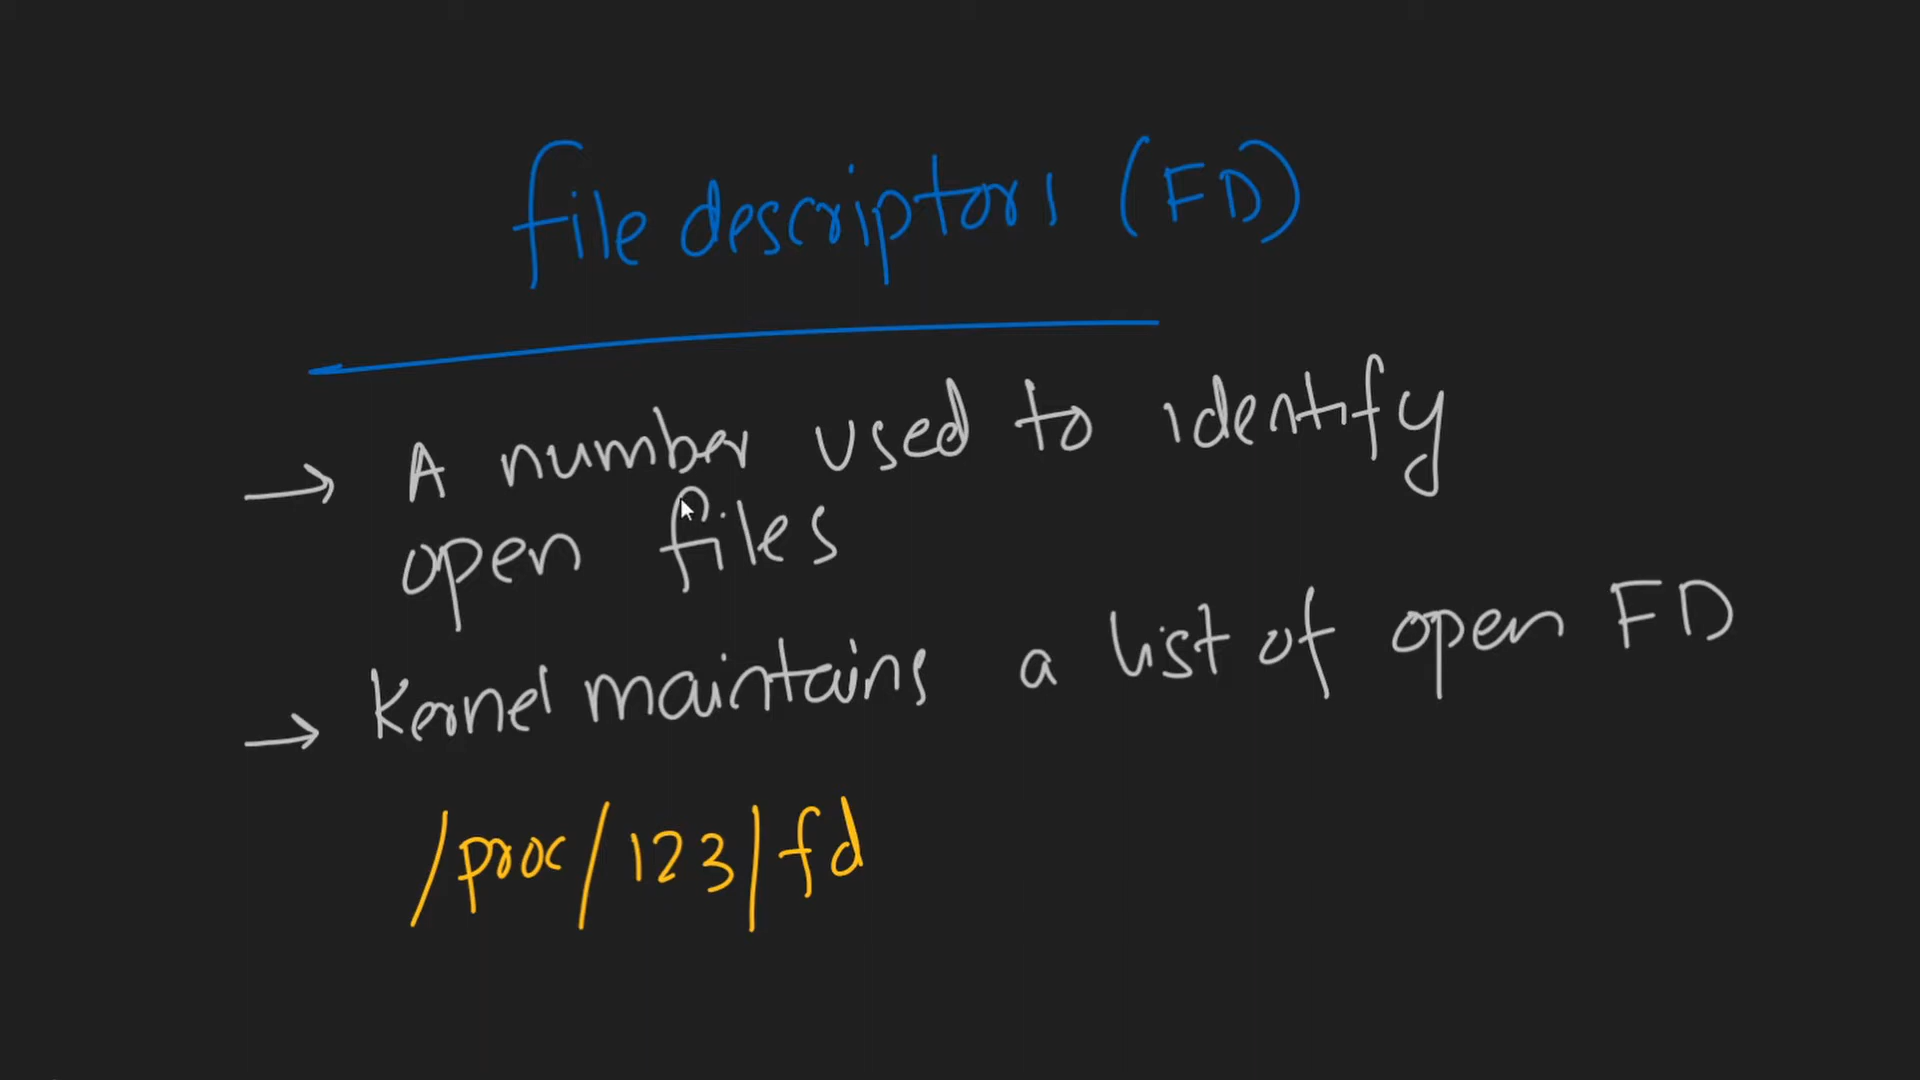 file descriptors (FD)
→ A number used to identify
open files
→ Kernel maintains a list of open FD
/proc/123/fd